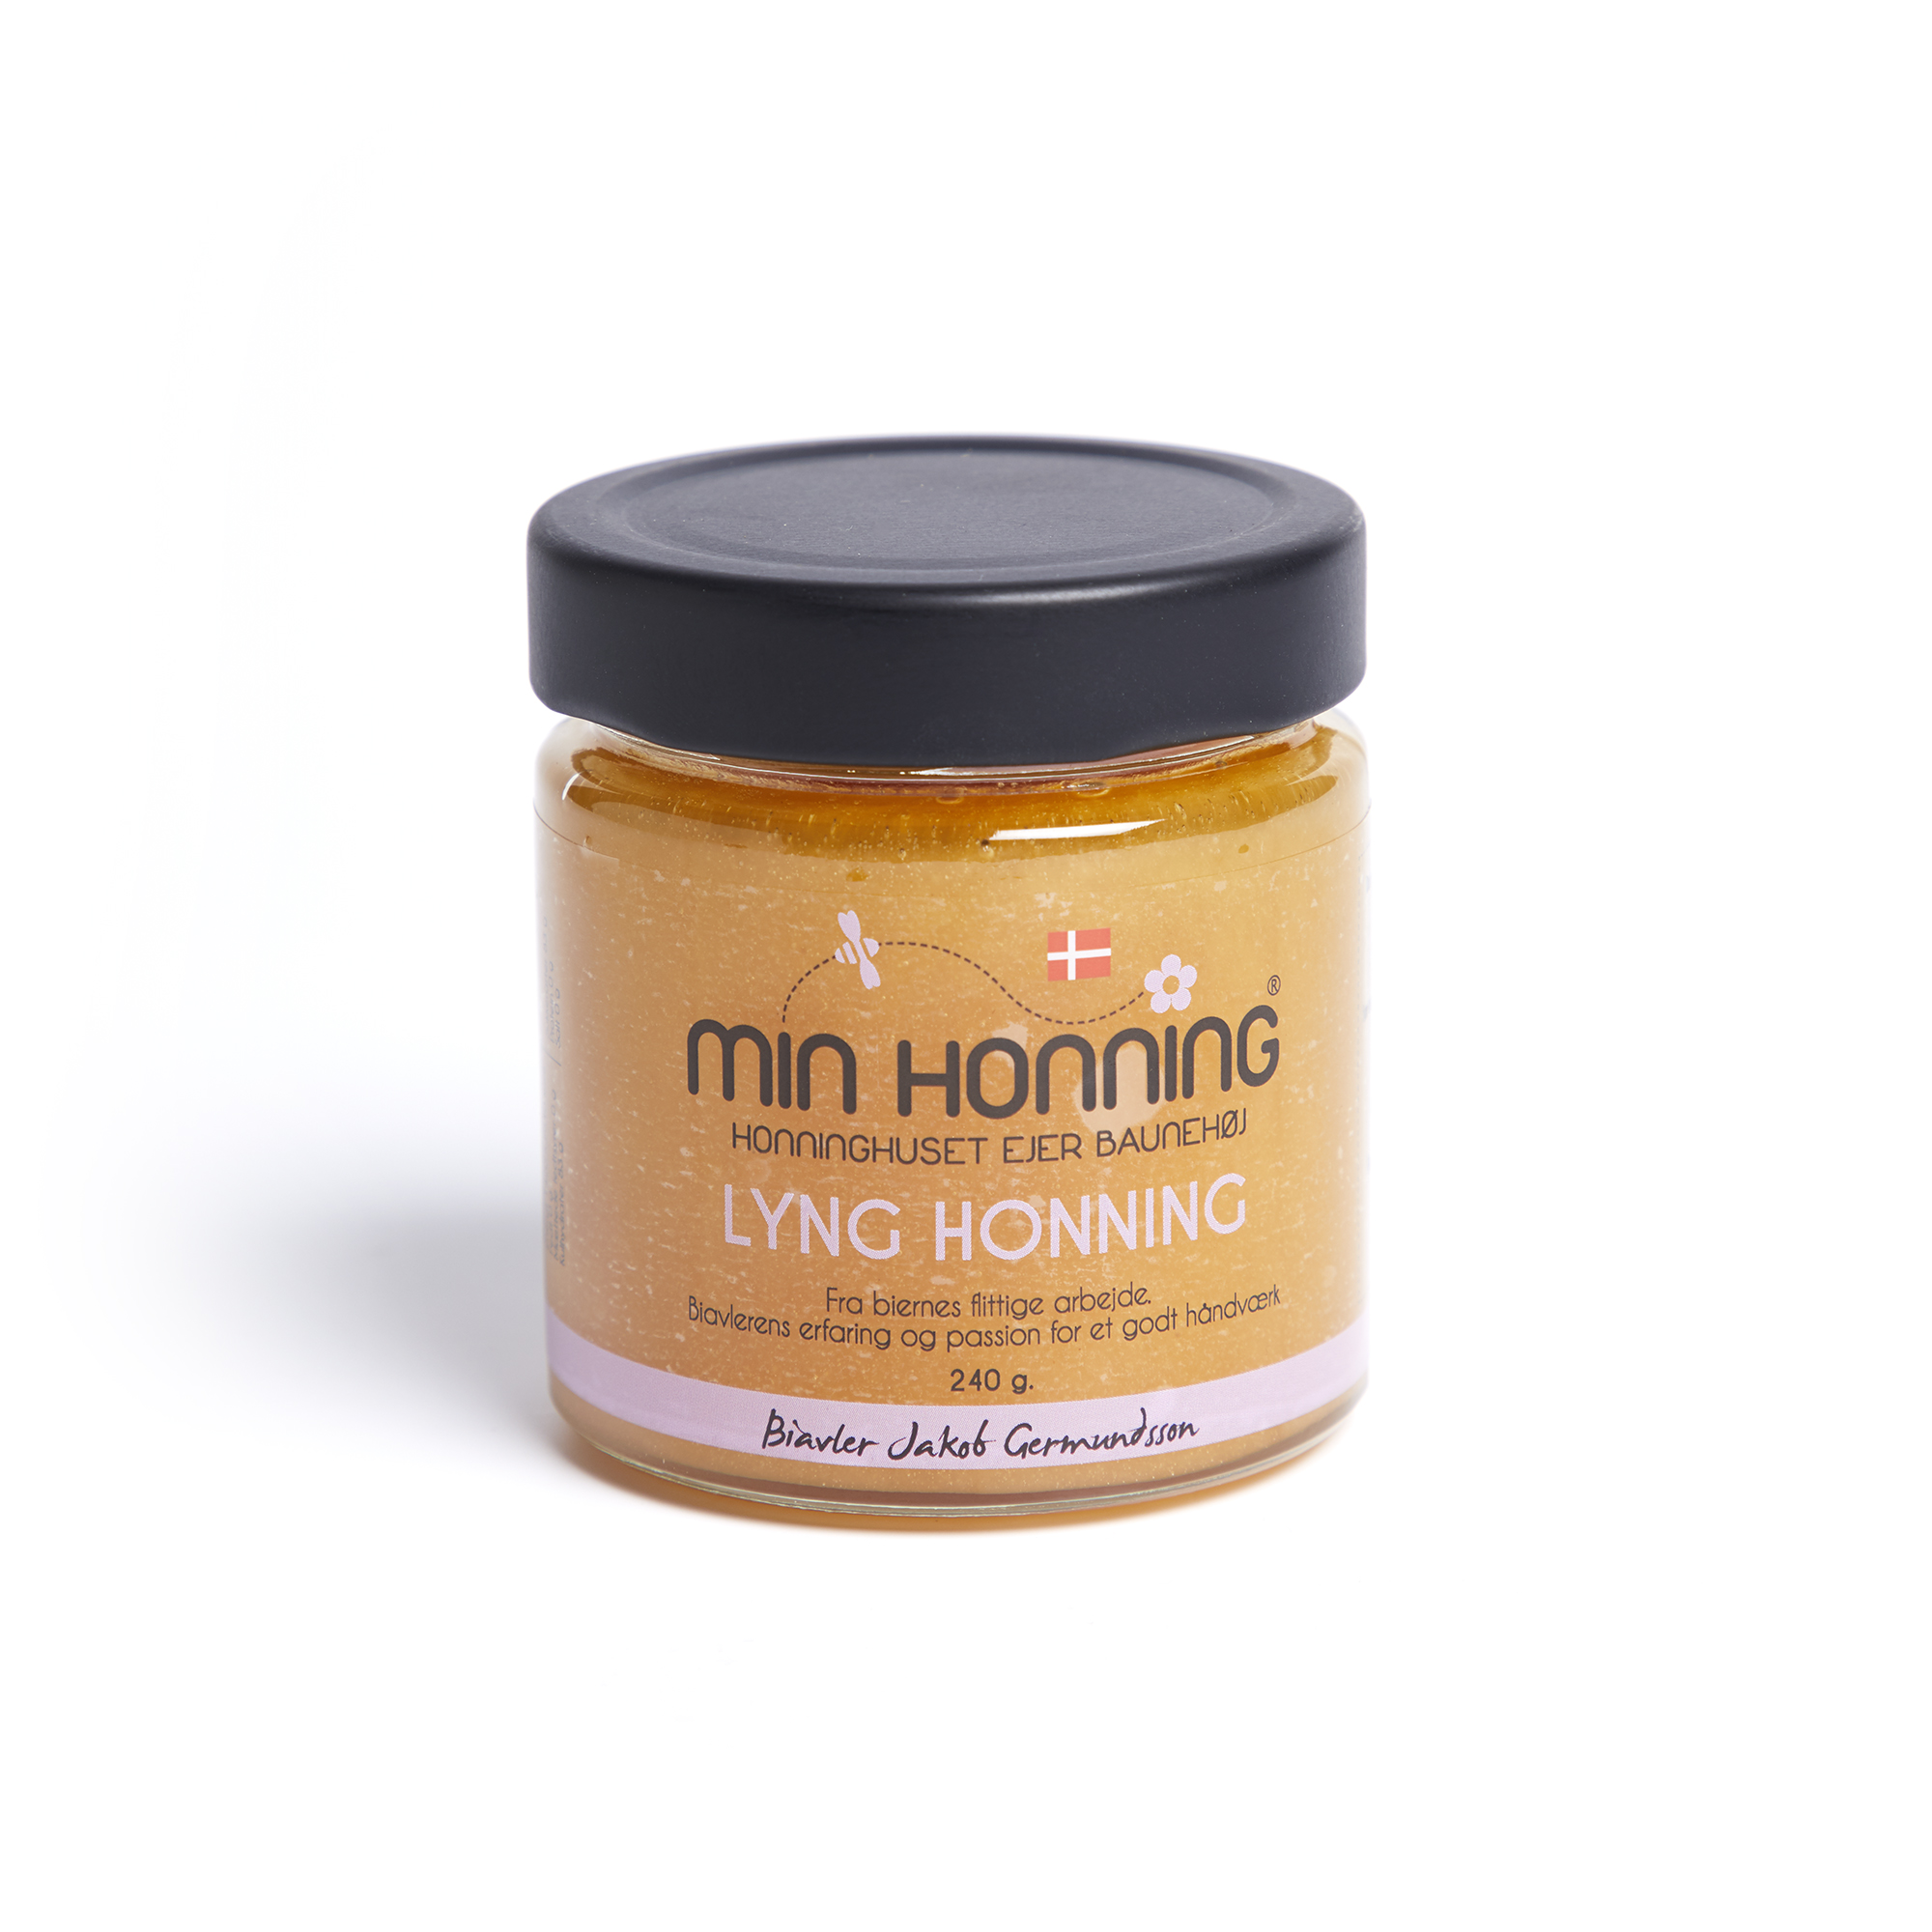 MIN HONNING ®
HONNINGHUSET EJER BAUNEHØJ
LYNG HONNING
Fra biernes flittige arbejde.
Biavlerens erfaring og passion for et godt håndværk
240 g.
Biavler Jakob Germundsson